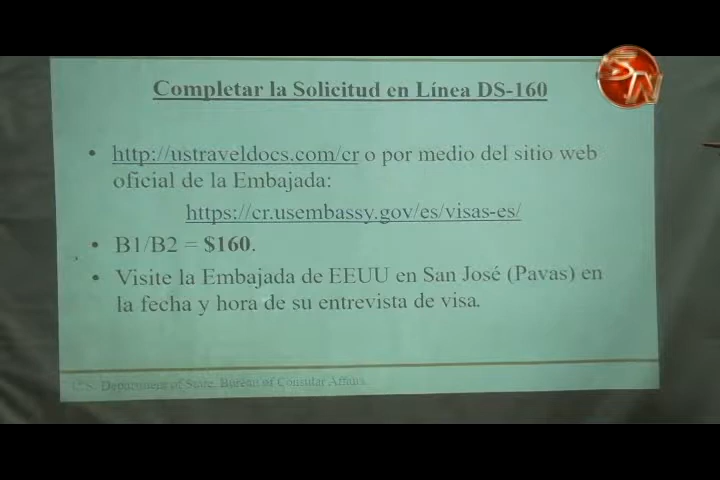 SN
Completar la Solicitud en Línea DS-160
• http://ustraveldocs.com/cr o por medio del sitio web
oficial de la Embajada:
https://cr.usembassy.gov/es/visas-es/
• B1/B2 = $160.
• Visite la Embajada de EEUU en San José (Pavas) en
la fecha y hora de su entrevista de visa.
U.S. Department of State, Bureau of Consular Affairs